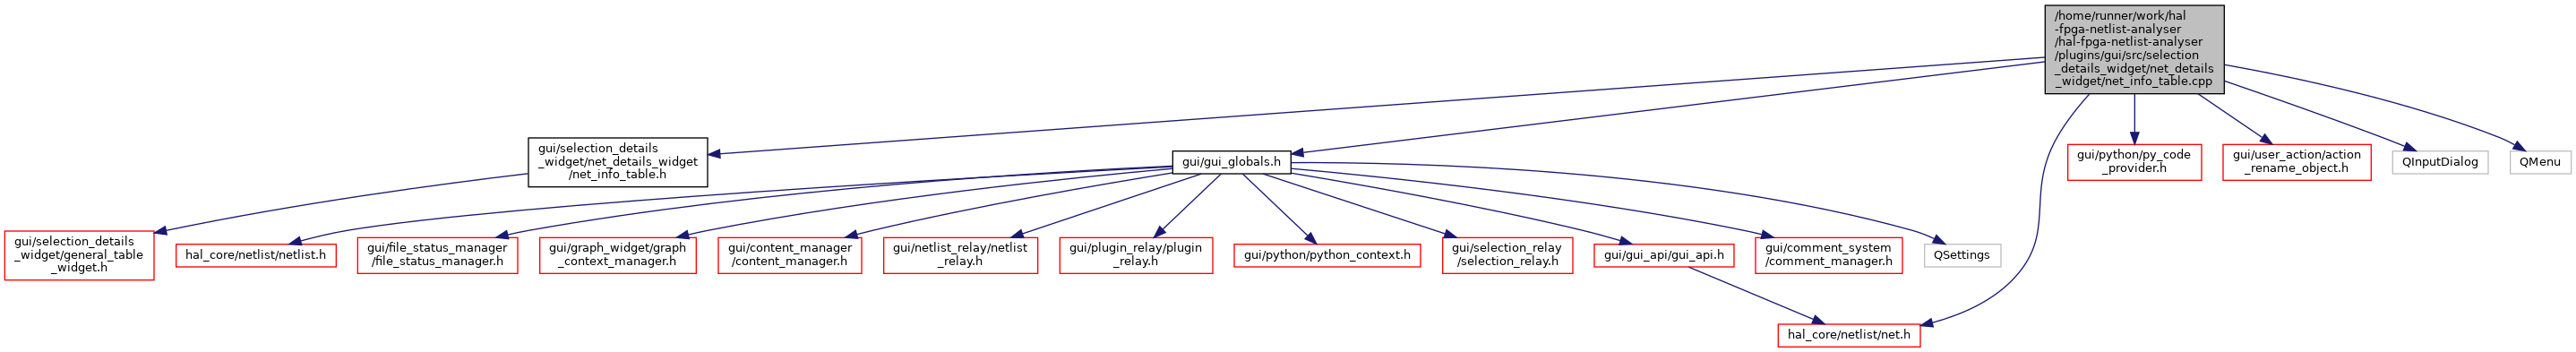 /home/runner/work/hal
-fpga-netlist-analyser
/hal-fpga-netlist-analyser
/plugins/gui/src/selection
_details_widget/net_details
_widget/net_info_table.cpp
gui/selection_details
_widget/net_details_widget
/net_info_table.h
gui/gui_globals.h
gui/python/py_code
_provider.h
gui/user_action/action
_rename_object.h
QInputDialog
QMenu
gui/selection_details
_widget/general_table
_widget.h
hal_core/netlist/netlist.h
gui/file_status_manager
/file_status_manager.h
gui/graph_widget/graph
_context_manager.h
gui/content_manager
/content_manager.h
gui/netlist_relay/netlist
_relay.h
gui/plugin_relay/plugin
_relay.h
gui/python/python_context.h
gui/selection_relay
/selection_relay.h
gui/gui_api/gui_api.h
gui/comment_system
/comment_manager.h
QSettings
hal_core/netlist/net.h